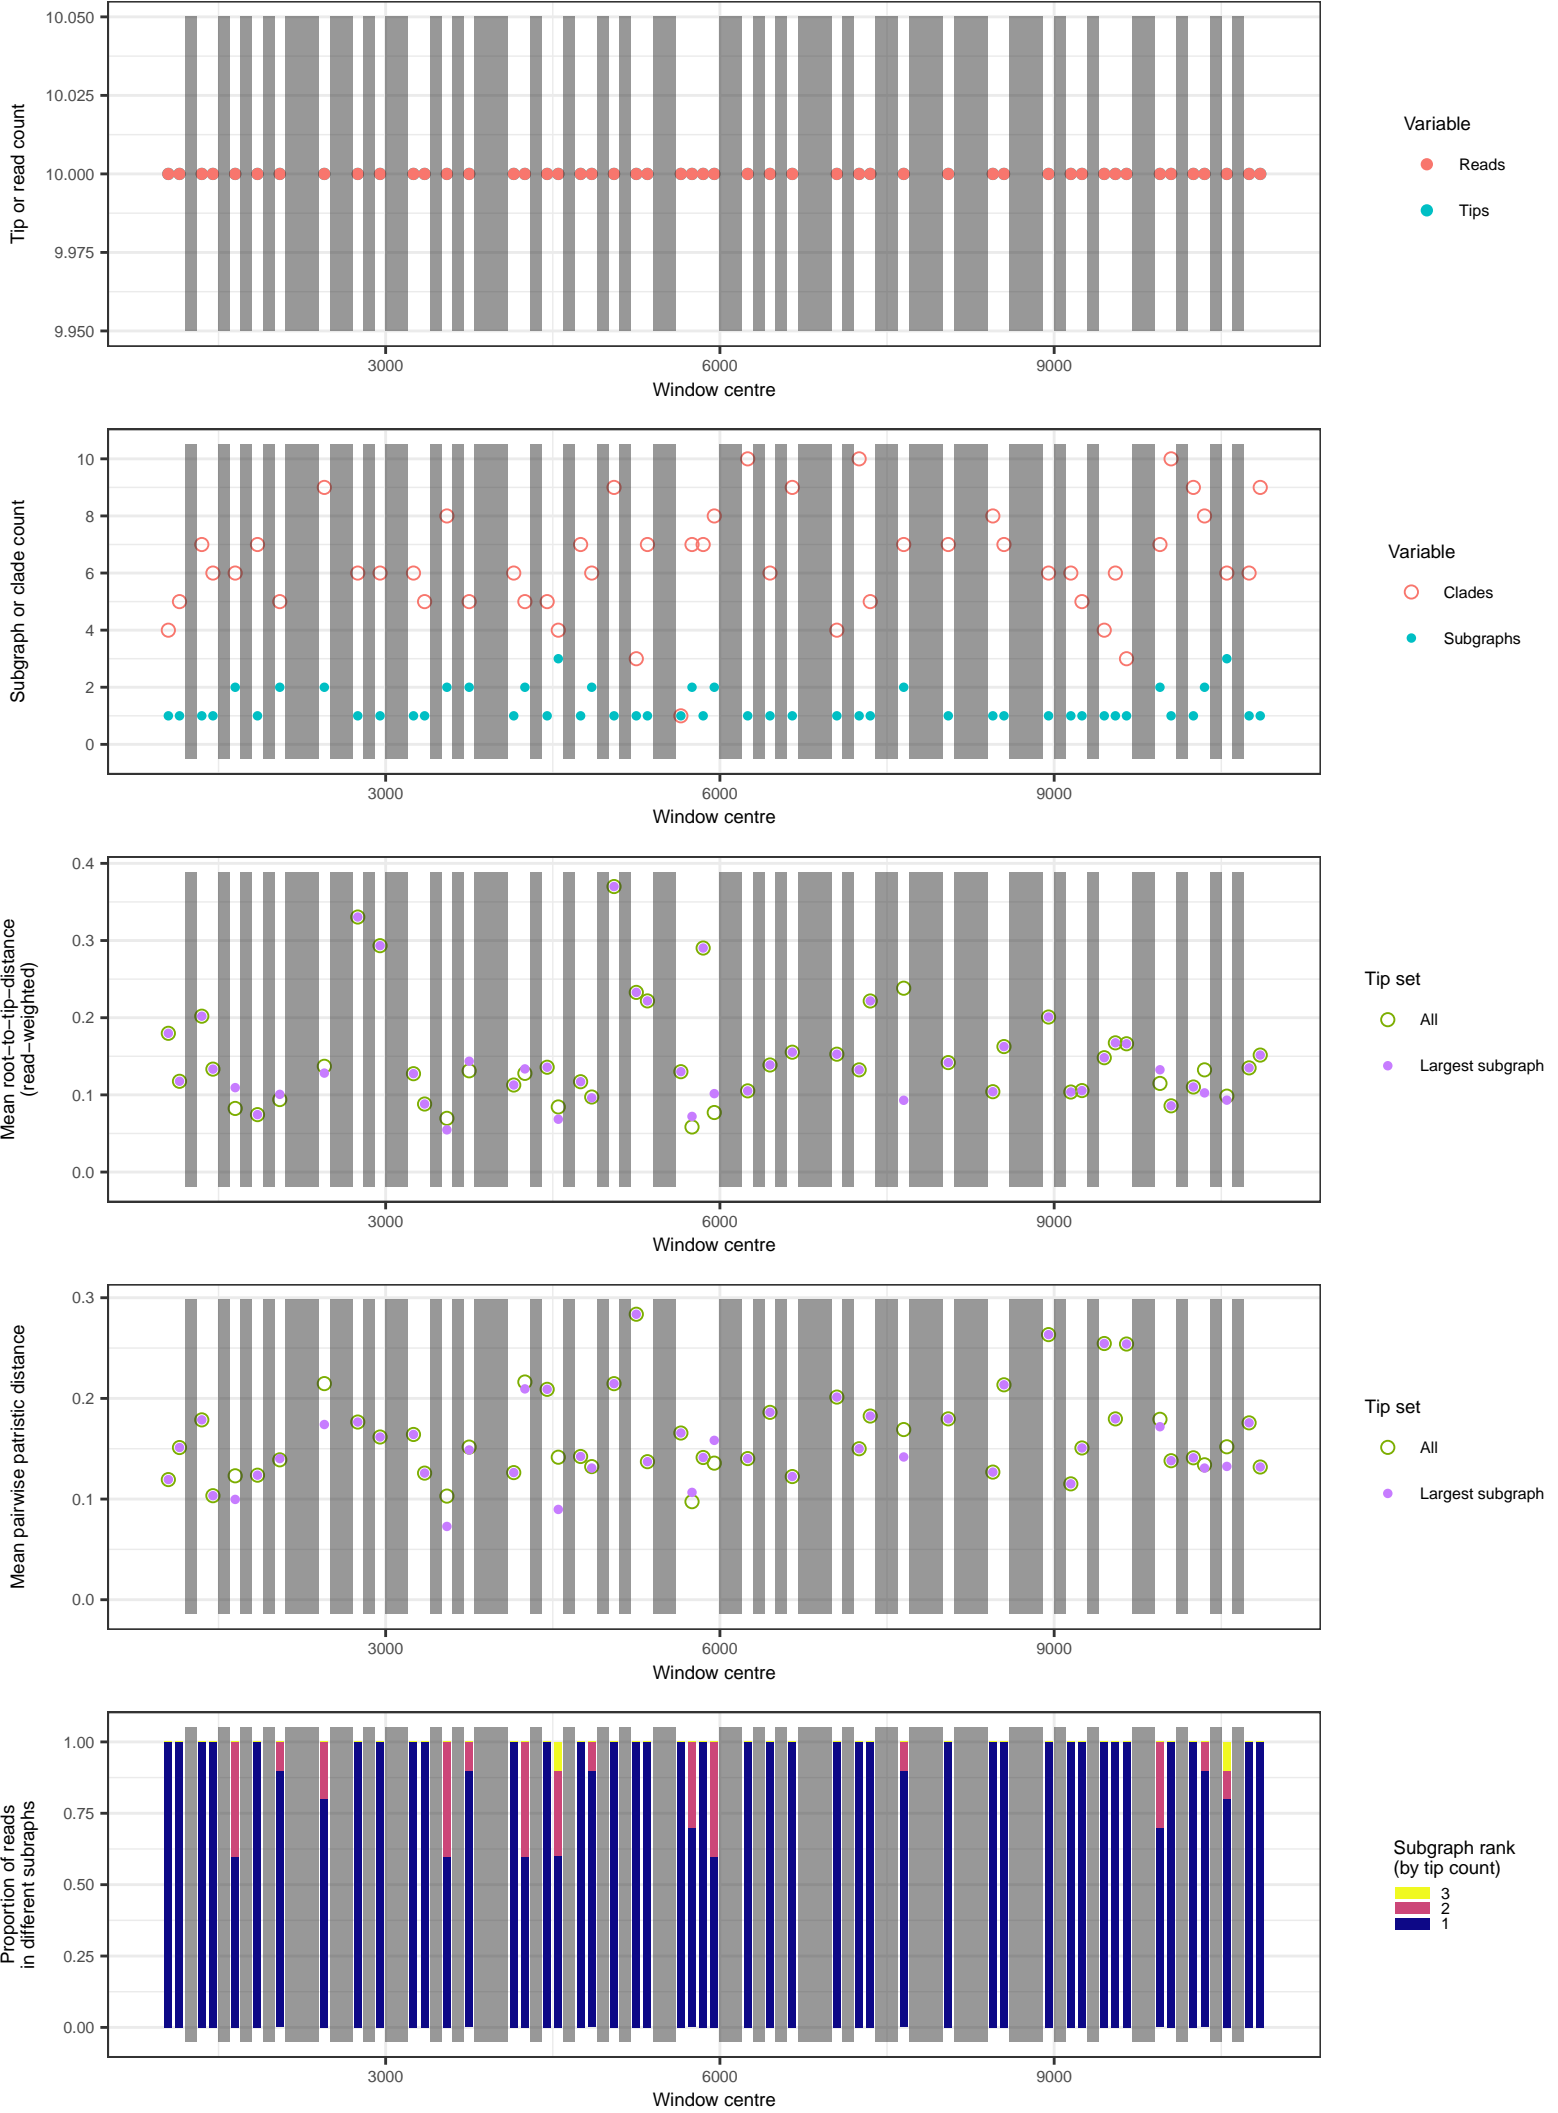 10.050
10.025
10.000
9.975
9.950
Tip or read count
3000
6000
9000
Window centre
Variable
Reads
Tips
10
8
6
4
2
0
Subgraph or clade count
3000
6000
9000
Window centre
Variable
Clades
Subgraphs
0.4
0.3
0.2
0.1
0.0
Mean root−to−tip−distance
(read−weighted)
3000
6000
9000
Window centre
Tip set
All
Largest subgraph
0.3
0.2
0.1
0.0
Mean pairwise patristic distance
3000
6000
9000
Window centre
Tip set
All
Largest subgraph
1.00
0.75
0.50
0.25
0.00
Proportion of reads
in different subraphs
3000
6000
9000
Window centre
Subgraph rank
(by tip count)
3
2
1